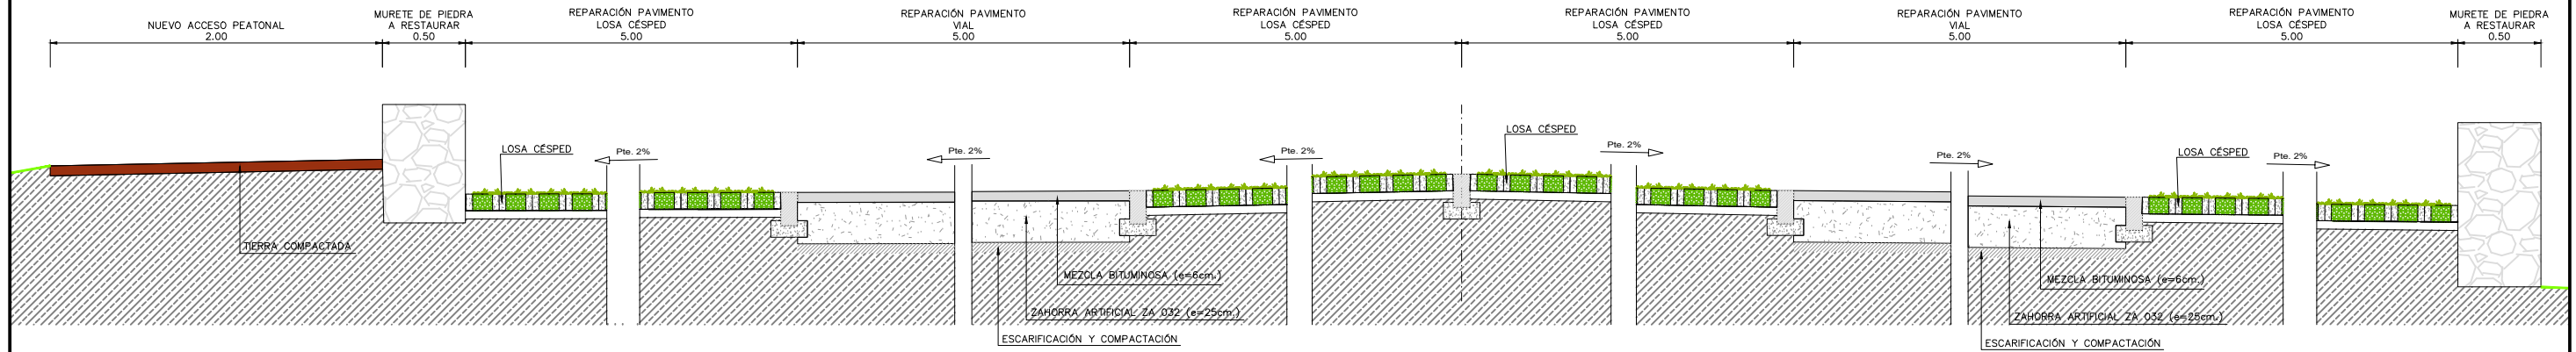 NUEVO ACCESO PEATONAL
2.00
MURETE DE PIEDRA
A RESTAURAR
0.50
REPARACIÓN PAVIMENTO
LOSA CÉSPED
5.00
REPARACIÓN PAVIMENTO
VIAL
5.00
REPARACIÓN PAVIMENTO
LOSA CÉSPED
5.00
REPARACIÓN PAVIMENTO
LOSA CÉSPED
5.00
REPARACIÓN PAVIMENTO
VIAL
5.00
REPARACIÓN PAVIMENTO
LOSA CÉSPED
5.00
MURETE DE PIEDRA
A RESTAURAR
0.50
LOSA CÉSPED
Pte. 2%
Pte. 2%
Pte. 2%
LOSA CÉSPED
Pte. 2%
Pte. 2%
LOSA CÉSPED
Pte. 2%
TIERRA COMPACTADA
MEZCLA BITUMINOSA (e=6cm.)
ZAHORRA ARTIFICIAL ZA 032 (e=25cm.)
ESCARIFICACIÓN Y COMPACTACIÓN
MEZCLA BITUMINOSA (e=6cm.)
ZAHORRA ARTIFICIAL ZA 032 (e=25cm.)
ESCARIFICACIÓN Y COMPACTACIÓN